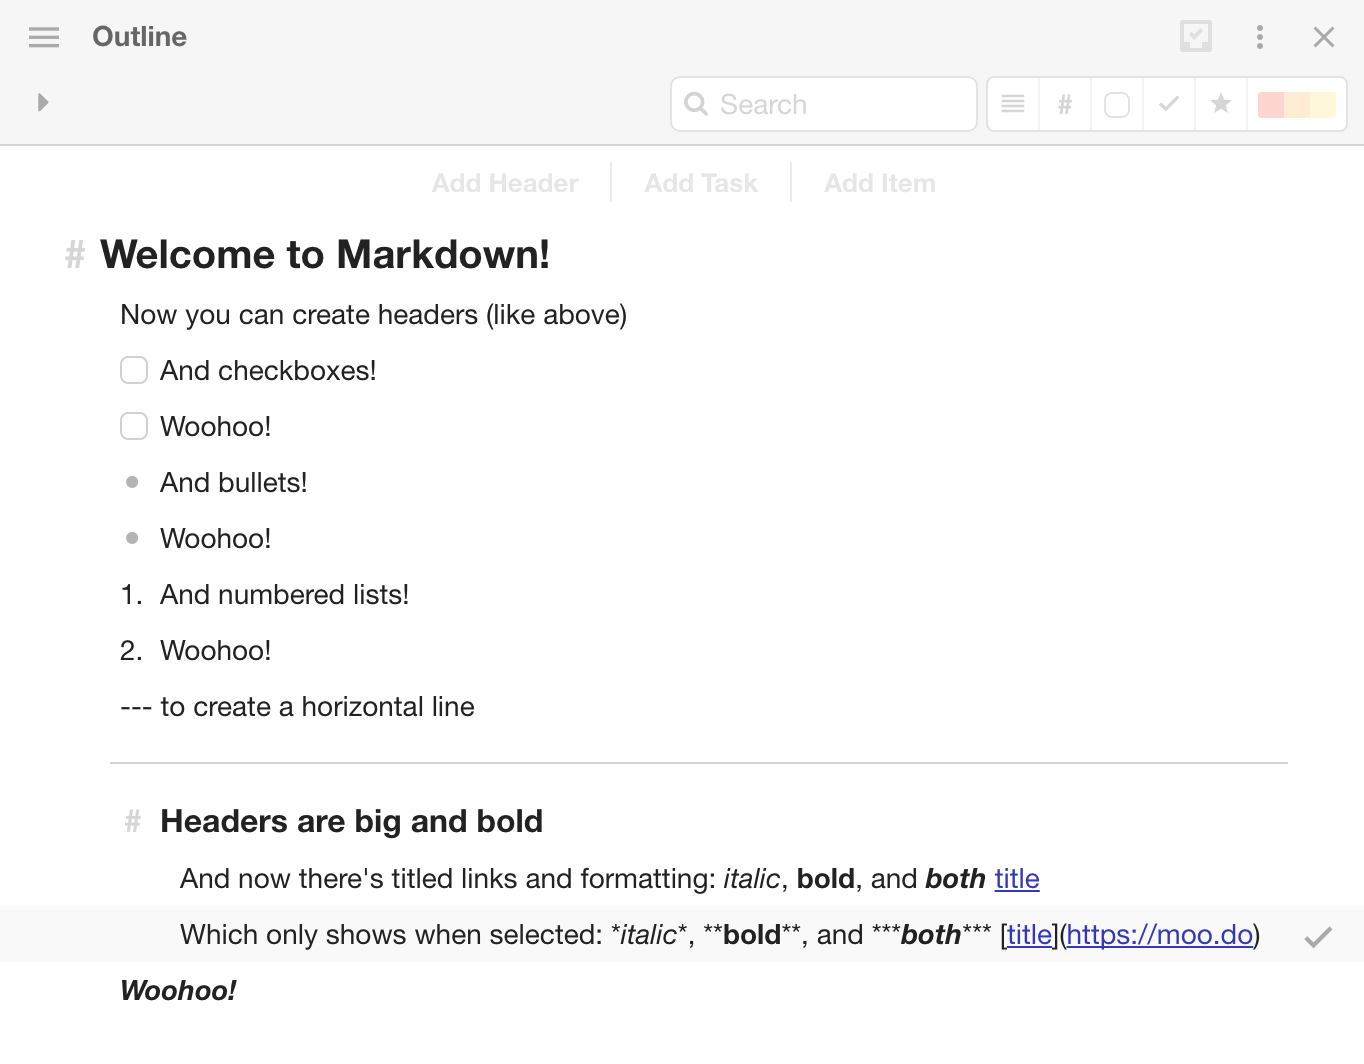 Outline
Search
#
Add Header Add Task Add Item
# Welcome to Markdown!
Now you can create headers (like above)
And checkboxes!
Woohoo!
And bullets!
Woohoo!
1. And numbered lists!
2. Woohoo!
--- to create a horizontal line
# Headers are big and bold
And now there's titled links and formatting: italic, bold, and both title
Which only shows when selected: *italic*, **bold**, and ***both*** [title](https://moo.do)
Woohoo!